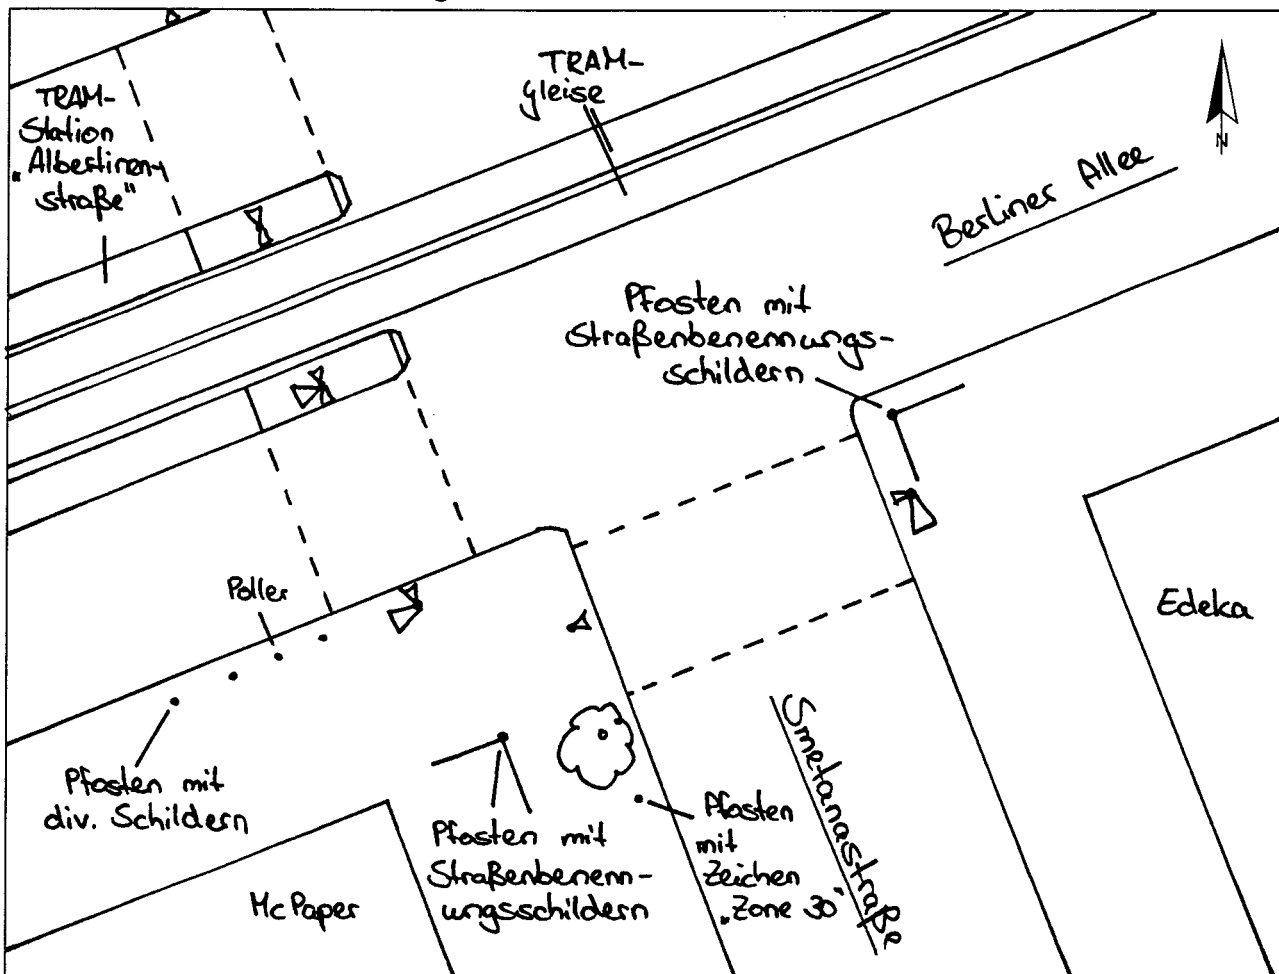 TRAM-
Station
„Albertinen-
straße"
TRAM-
gleise
N
Berliner Allee
Pfosten mit
Straßenbenennungs-
schildern
Poller
Edeka
Pfosten mit
div. Schildern
Pfosten mit
Straßenbenenn-
ungsschildern
Pfosten
mit
Zeichen
„Zone 30"
Smetanastraße
McPaper